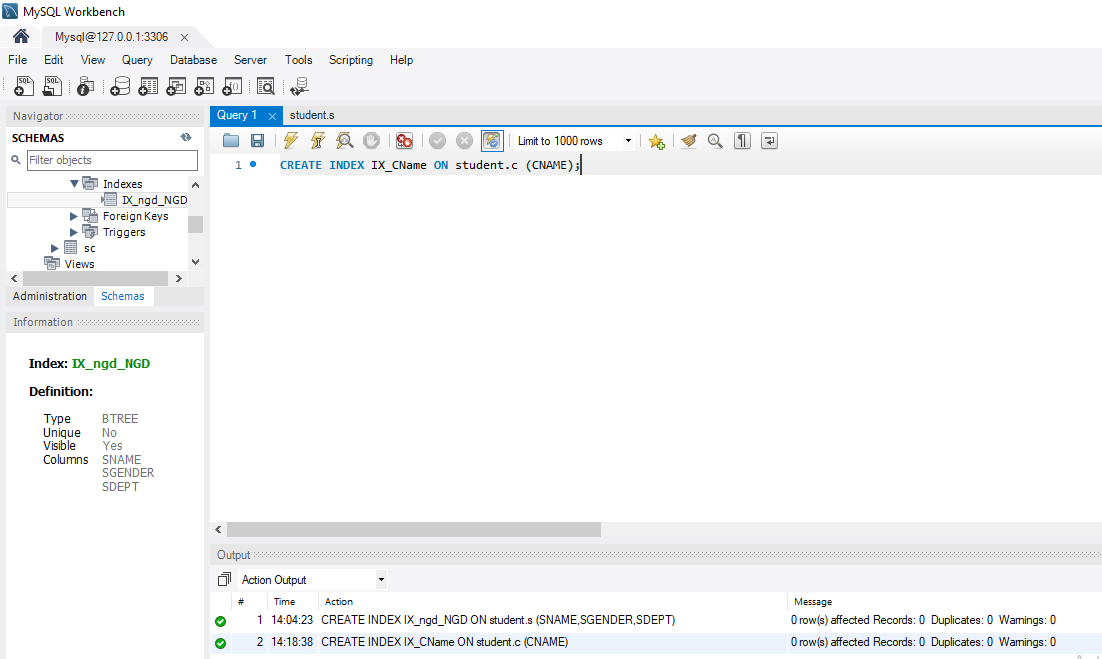 MySQL Workbench
Mysql@127.0.0.1:3306
File Edit View Query Database Server Tools Scripting Help
Navigator
SCHEMAS
Filter objects
Indexes
IX_ngd_NGD
Foreign Keys
Triggers
sc
Views
Administration Schemas
Information
Index: IX_ngd_NGD
Definition:
Type BTREE
Unique No
Visible Yes
Columns SNAME
SGENDER
SDEPT
Query 1 student.s
Limit to 1000 rows
1 CREATE INDEX IX_CName ON student.c (CNAME);
Output
Action Output
# Time Action Message
1 14:04:23 CREATE INDEX IX_ngd_NGD ON student.s (SNAME,SGENDER,SDEPT) 0 row(s) affected Records: 0 Duplicates: 0 Warnings: 0
2 14:18:38 CREATE INDEX IX_CName ON student.c (CNAME) 0 row(s) affected Records: 0 Duplicates: 0 Warnings: 0